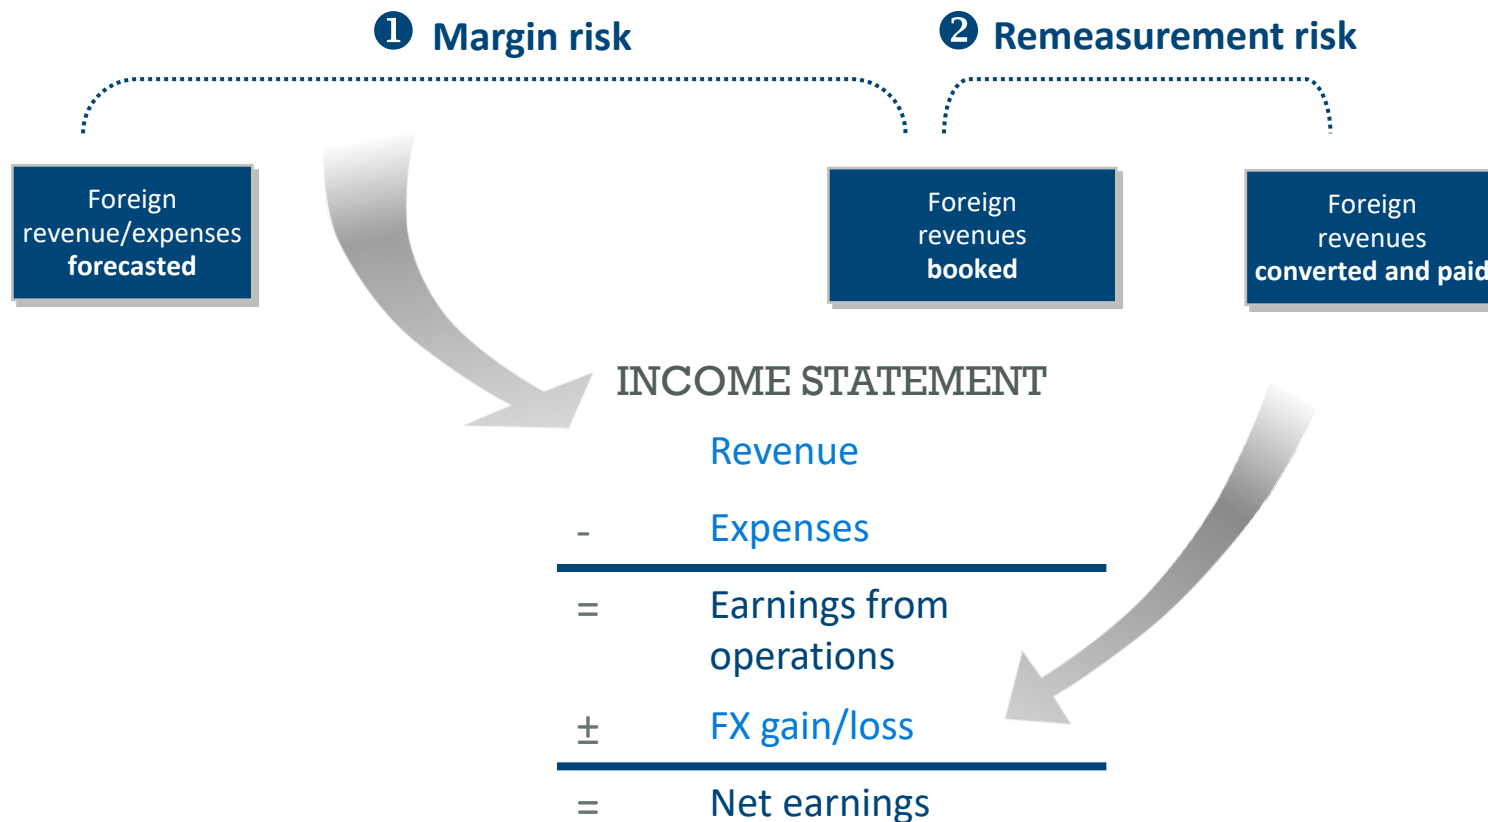 ❶ Margin risk
❷ Remeasurement risk
Foreign
revenue/expenses
forecasted
Foreign
revenues
booked
Foreign
revenues
converted and paid
INCOME STATEMENT
Revenue
- Expenses
= Earnings from
operations
± FX gain/loss
= Net earnings